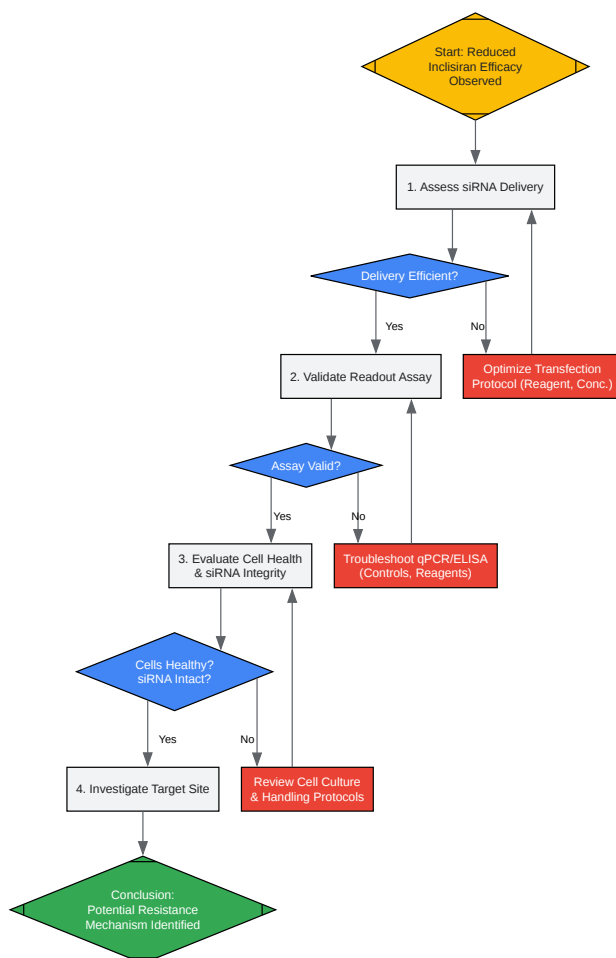 Start: Reduced
Inclisiran Efficacy
Observed
1. Assess siRNA Delivery
Delivery Efficient?
Yes
No
2. Validate Readout Assay
Optimize Transfection
Protocol (Reagent, Conc.)
Assay Valid?
Yes
No
3. Evaluate Cell Health
& siRNA Integrity
Troubleshoot qPCR/ELISA
(Controls, Reagents)
Cells Healthy?
siRNA Intact?
Yes
No
4. Investigate Target Site
Review Cell Culture
& Handling Protocols
Conclusion:
Potential Resistance
Mechanism Identified